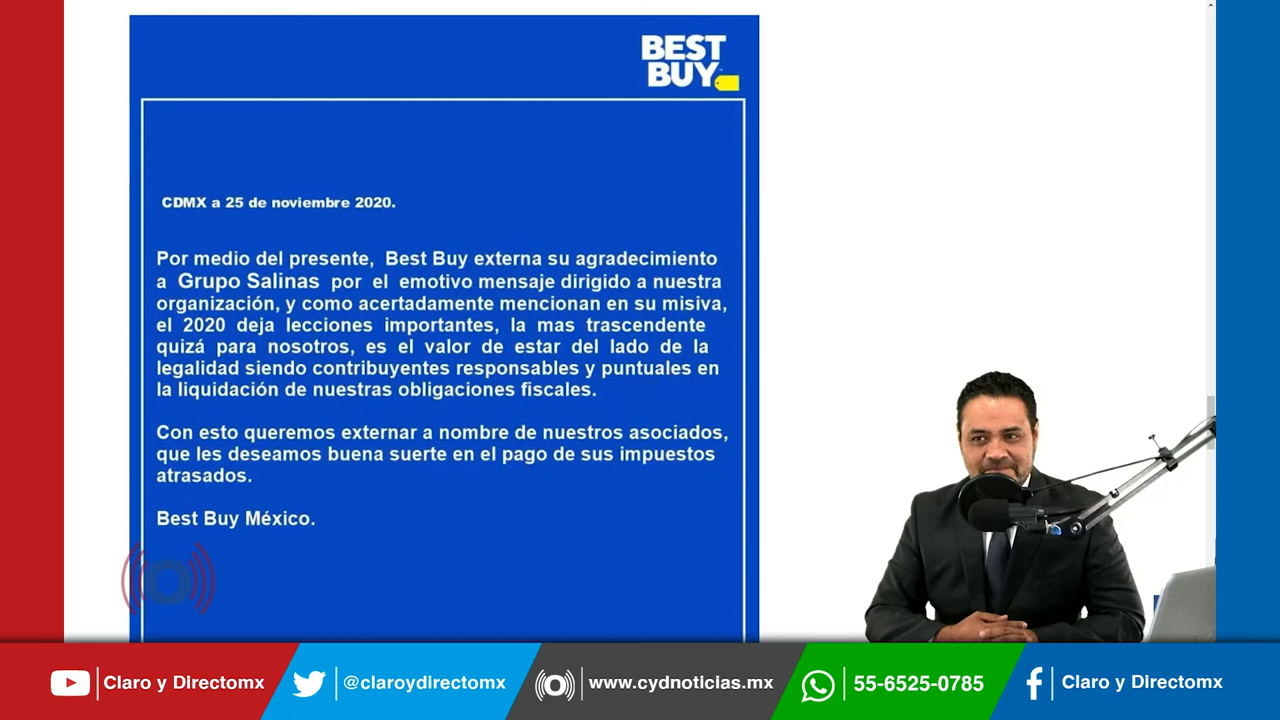 BEST
BUY
CDMX a 25 de noviembre 2020.
Por medio del presente, Best Buy externa su agradecimiento
a Grupo Salinas por el emotivo mensaje dirigido a nuestra
organización, y como acertadamente mencionan en su misiva,
el 2020 deja lecciones importantes, la mas trascendente
quizá para nosotros, es el valor de estar del lado de la
legalidad siendo contribuyentes responsables y puntuales en
la liquidación de nuestras obligaciones fiscales.
Con esto queremos externar a nombre de nuestros asociados,
que les deseamos buena suerte en el pago de sus impuestos
atrasados.
Best Buy México.
Claro y Directomx
@claroydirectomx
www.cydnoticias.mx
55-6525-0785
Claro y Directomx